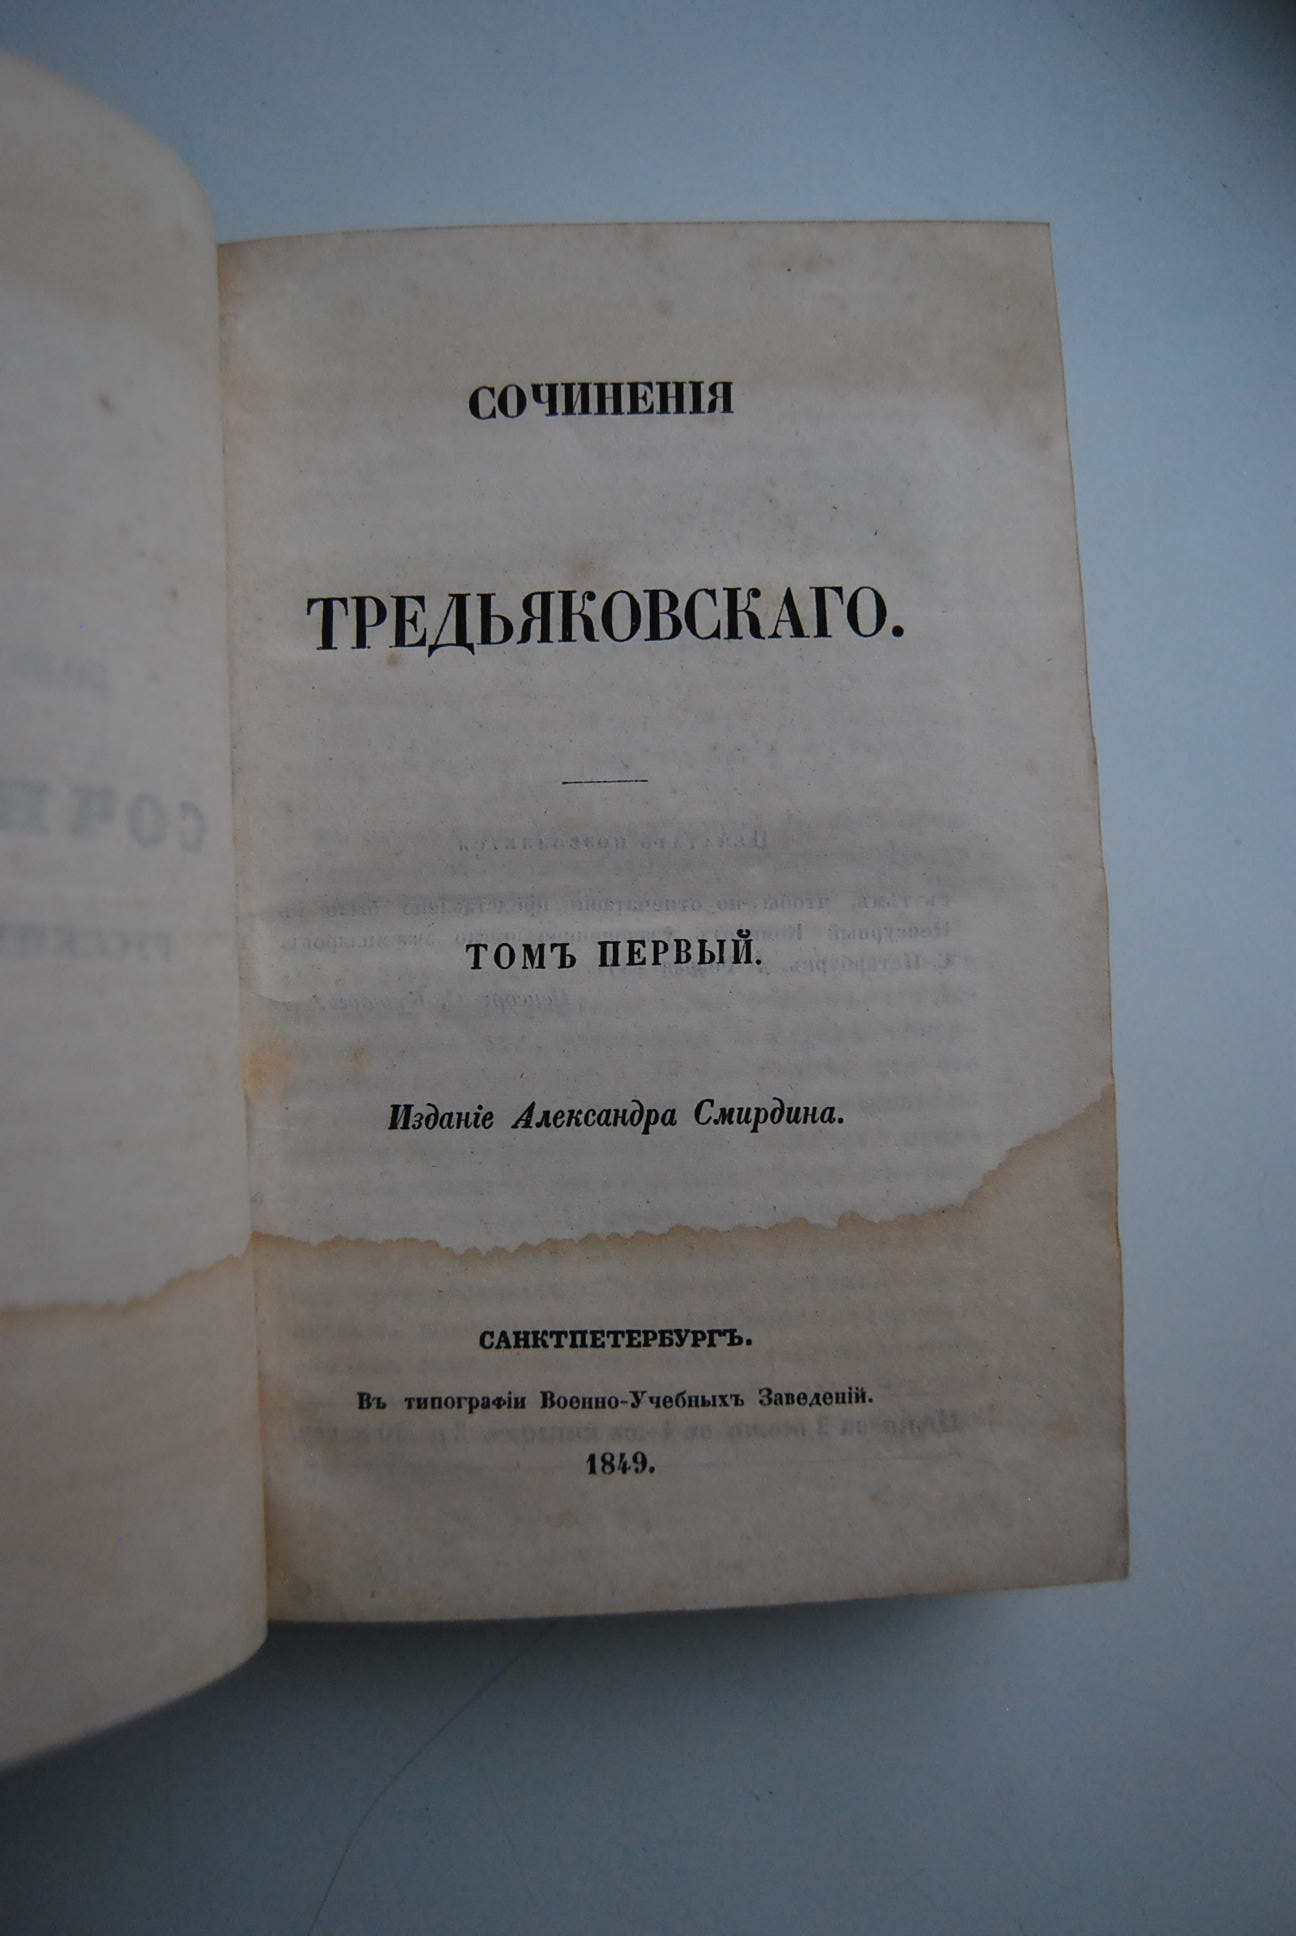 СОЧИНЕНІЯ
ТРЕДЬЯКОВСКАГО.
ТОМЪ ПЕРВЫЙ.
Изданіе Александра Смирдина.
САНКТПЕТЕРБУРГЪ.
Въ типографіи Военно-Учебныхъ Заведеній.
1849.